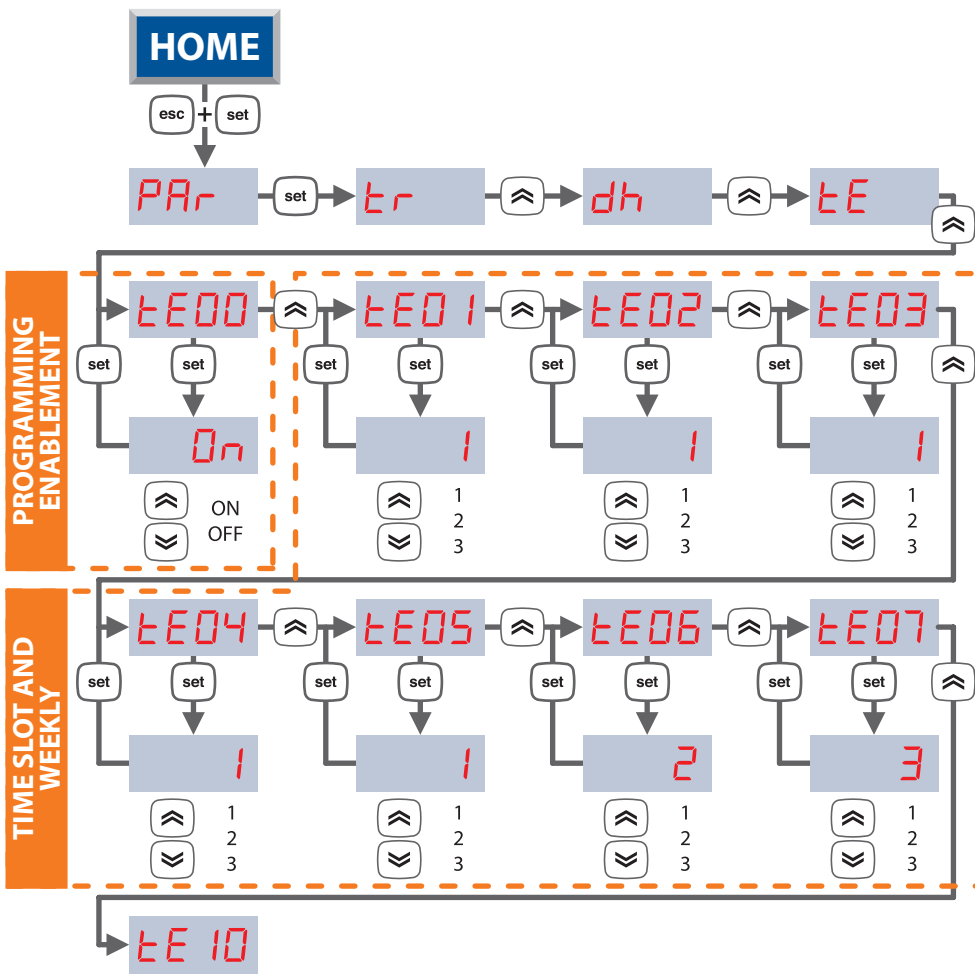 HOME
esc + set
PAr set tr dh tE
PROGRAMMING
ENABLEMENT
tE00 tE01 tE02 tE03
set set set set set set set set
On 1 1 1
ON 1 1 1
OFF 2 2 2
3 3 3
TIME SLOT AND
WEEKLY
tE04 tE05 tE06 tE07
set set set set set set set set
1 1 2 3
1 1 1 1
2 2 2 2
3 3 3 3
tE 10